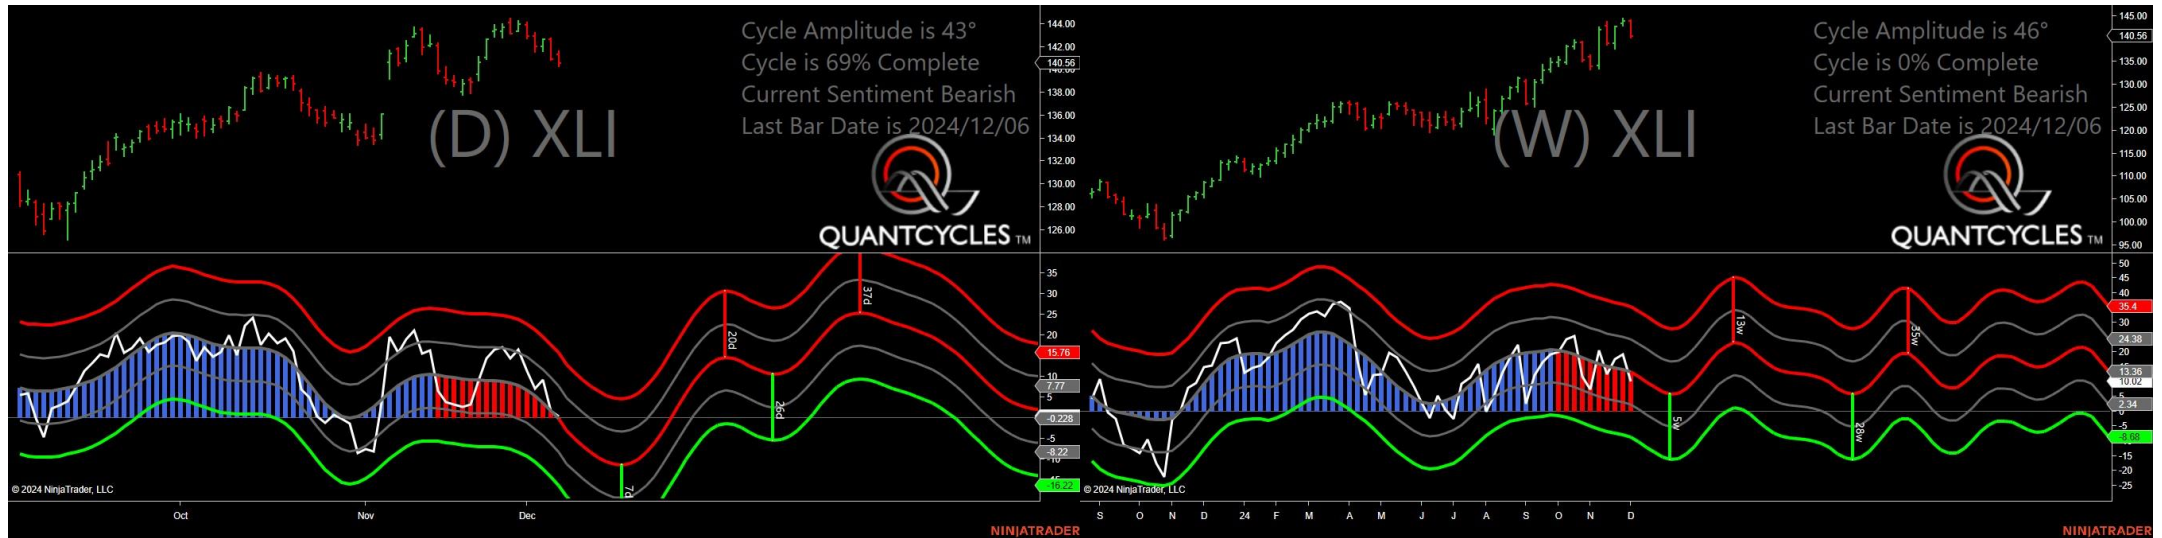 Cycle Amplitude is 43°
Cycle is 69% Complete
Current Sentiment Bearish
Last Bar Date is 2024/12/06
(D) XLI
QUANTCYCLES TM
144.00
142.00
140.56
140.00
138.00
136.00
134.00
132.00
130.00
128.00
126.00
35
30
25
20
15.76
10
7.77
5
-0.228
-5
-8.22
-10
-16.22
20d
37d
26d
7d
© 2024 NinjaTrader, LLC
Oct Nov Dec
NINJATRADER
Cycle Amplitude is 46°
Cycle is 0% Complete
Current Sentiment Bearish
Last Bar Date is 2024/12/06
(W) XLI
QUANTCYCLES TM
145.00
140.56
135.00
130.00
125.00
120.00
115.00
110.00
105.00
100.00
95.00
50
45
40
35.4
30
24.38
20
13.36
10.02
5
2.34
-5
-8.68
-15
-20
-25
13w
35w
5w
28w
© 2024 NinjaTrader, LLC
S O N D 24 F M A M J J A S O N D
NINJATRADER